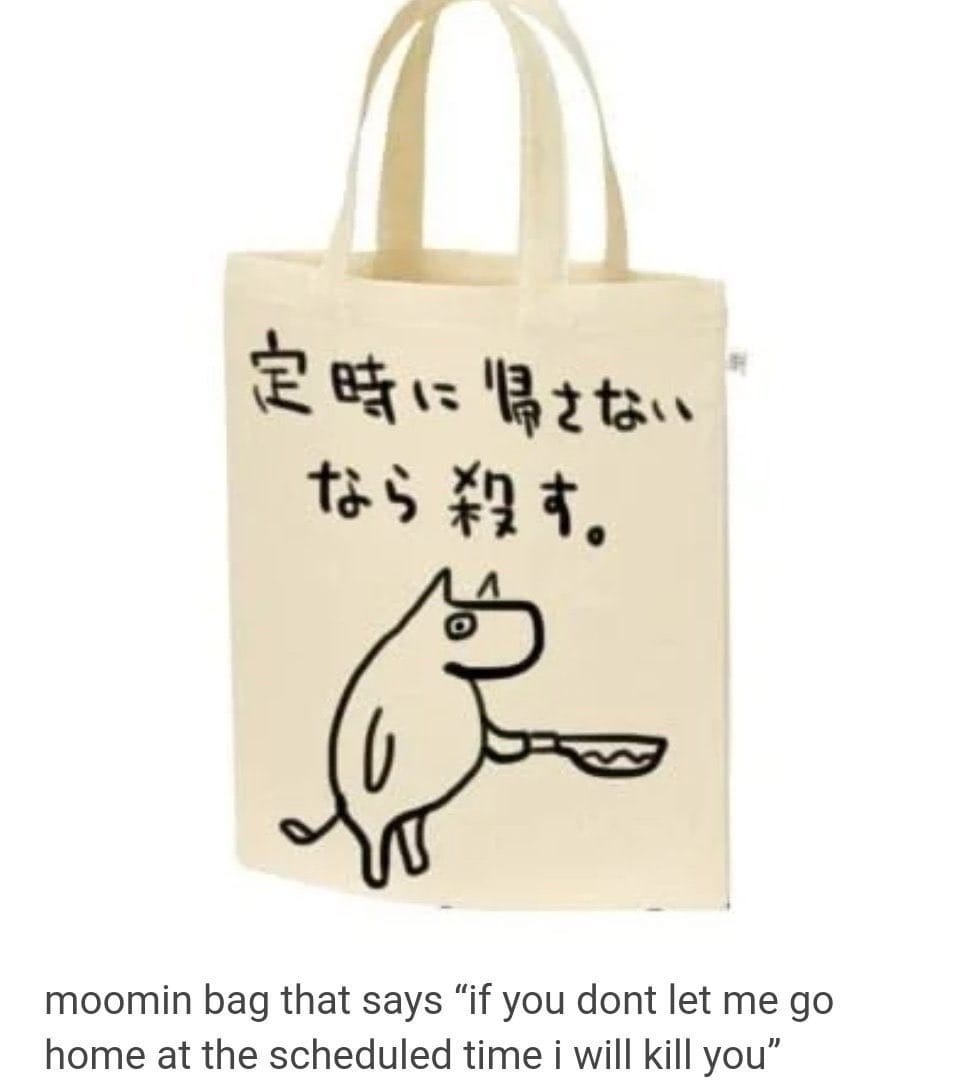 定時に帰さない
なら殺す。
moomin bag that says “if you dont let me go
home at the scheduled time i will kill you”